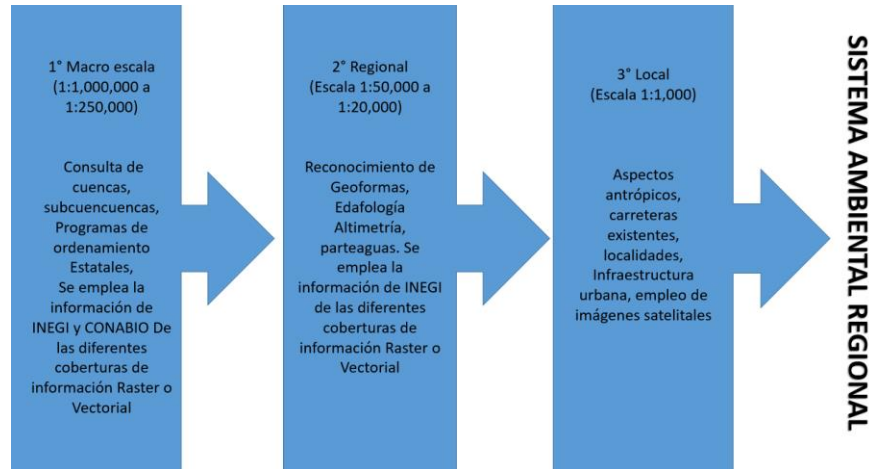 1° Macro escala
(1:1,000,000 a
1:250,000)
Consulta de
cuencas,
subcuencuencas,
Programas de
ordenamiento
Estatales,
Se emplea la
información de
INEGI y CONABIO De
las diferentes
coberturas de
información Raster o
Vectorial
2° Regional
(Escala 1:50,000 a
1:20,000)
Reconocimiento de
Geoformas,
Edafología
Altimetría,
parteaguas. Se
emplea la
información de INEGI
de las diferentes
coberturas de
información Raster o
Vectorial
3° Local
(Escala 1:1,000)
Aspectos
antrópicos,
carreteras
existentes,
localidades,
Infraestructura
urbana, empleo de
imágenes satelitales
SISTEMA AMBIENTAL REGIONAL